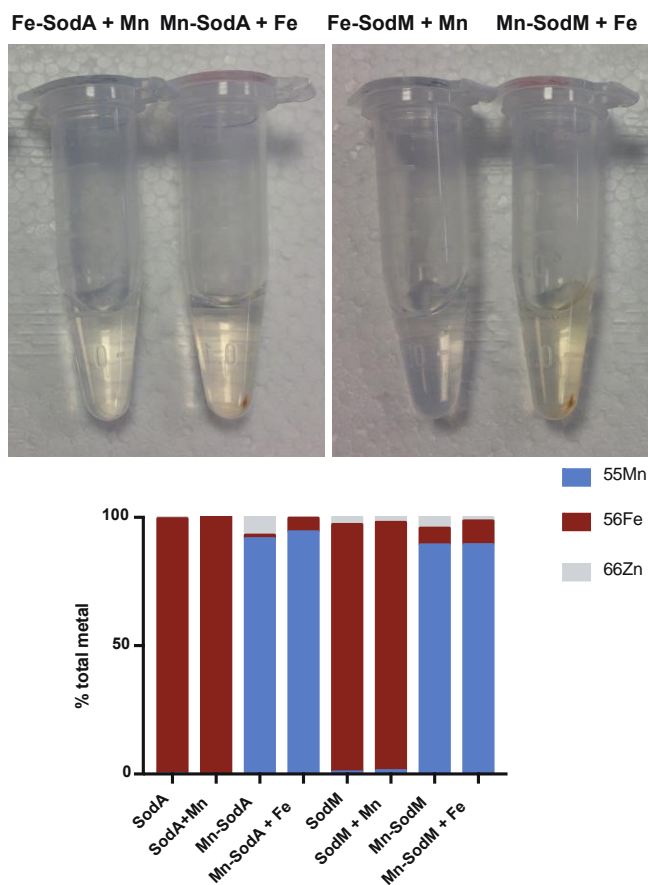 Fe-SodA + Mn Mn-SodA + Fe Fe-SodM + Mn Mn-SodM + Fe
55Mn
56Fe
66Zn
100
50
0
% total metal
SodA
SodA+Mn
Mn-SodA
Mn-SodA + Fe
SodM
SodM + Mn
Mn-SodM
Mn-SodM + Fe